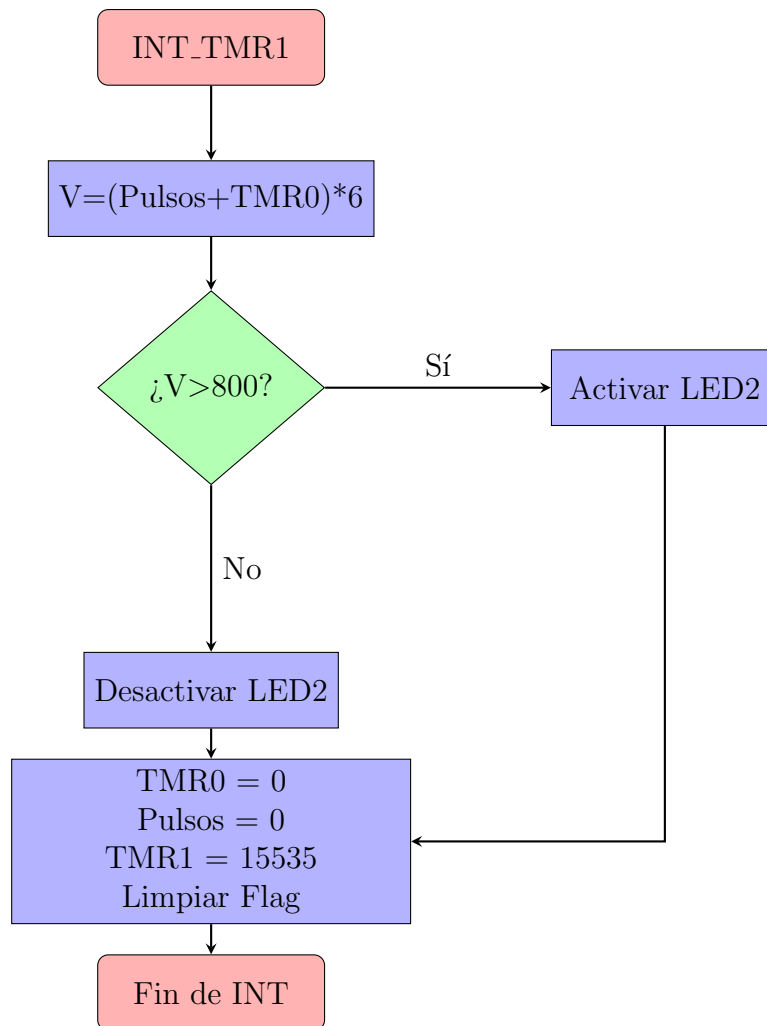 INT_TMR1
V=(Pulsos+TMR0)*6
¿V>800?
Sí
Activar LED2
No
Desactivar LED2
TMR0 = 0
Pulsos = 0
TMR1 = 15535
Limpiar Flag
Fin de INT